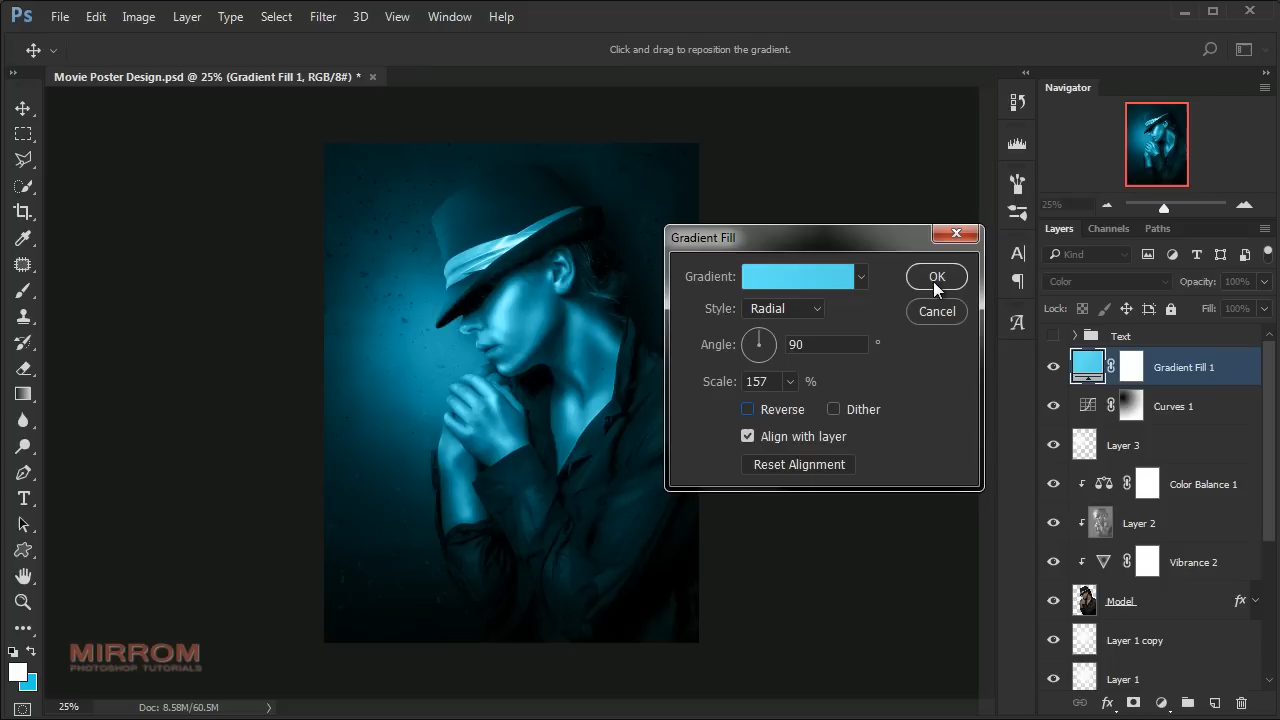 Ps File Edit Image Layer Type Select Filter 3D View Window Help
Click and drag to reposition the gradient.
Movie Poster Design.psd @ 25% (Gradient Fill 1, RGB/8#) *
Navigator
25%
Layers Channels Paths
Kind
Color Opacity: 100%
Lock: Fill: 100%
Text
Gradient Fill 1
Curves 1
Layer 3
Color Balance 1
Layer 2
Vibrance 2
Model fx
Layer 1 copy
Layer 1
Gradient Fill
Gradient: OK
Style: Radial Cancel
Angle: 90 °
Scale: 157 %
Reverse Dither
Align with layer
Reset Alignment
MIRROM
PHOTOSHOP TUTORIALS
25% Doc: 8.58M/60.5M
fx